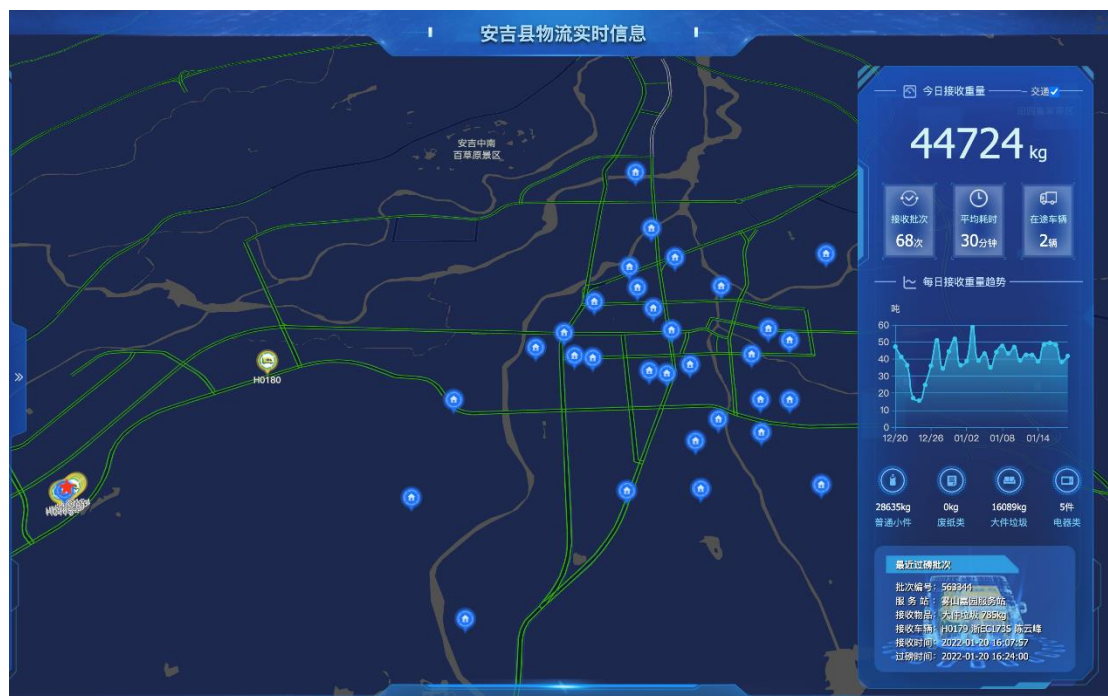 安吉县物流实时信息
今日接收重量
交通
安吉中南
百草原景区
44724 kg
接收批次
68次
平均耗时
30分钟
在途车辆
2辆
每日接收重量趋势
吨
60
50
40
30
20
10
0
12/20 12/26 01/02 01/08 01/14
H0180
28635kg
普通小件
0kg
废纸类
16089kg
大件垃圾
5件
电器类
最近过磅批次
批次编号: 563344
服 务 站: 雾山嘉园服务站
接收物品: 大件垃圾 785kg
接收车辆: H0179 浙EC1735 陈云峰
接收时间: 2022-01-20 16:07:57
过磅时间: 2022-01-20 16:24:00